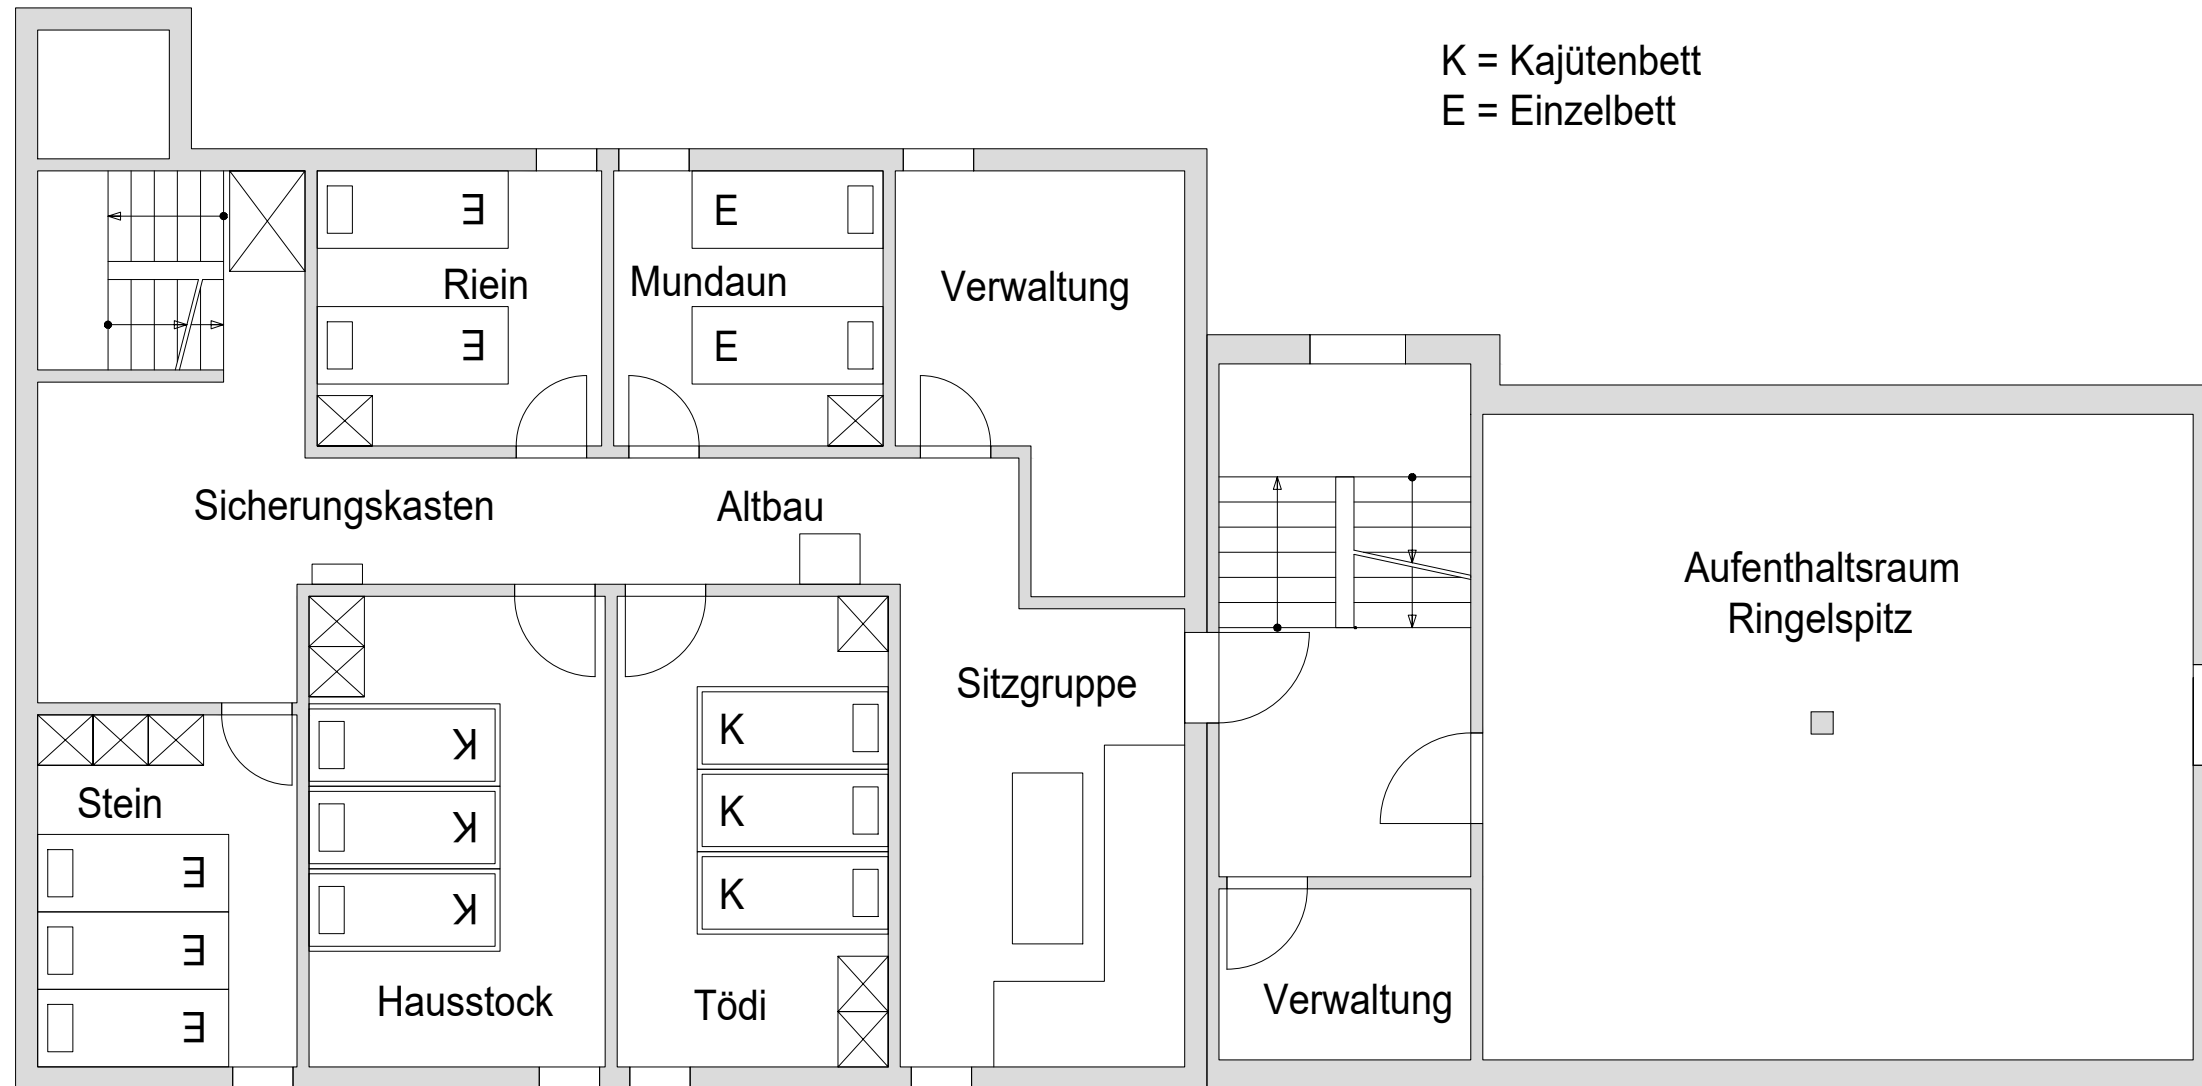 K = Kajütenbett
E = Einzelbett
E
E
Riein
Mundaun
Verwaltung
E
E
Sicherungskasten
Altbau
Aufenthaltsraum
Ringelspitz
Sitzgruppe
K
K
Stein
K
K
E
K
K
E
Hausstock
Tödi
Verwaltung
E